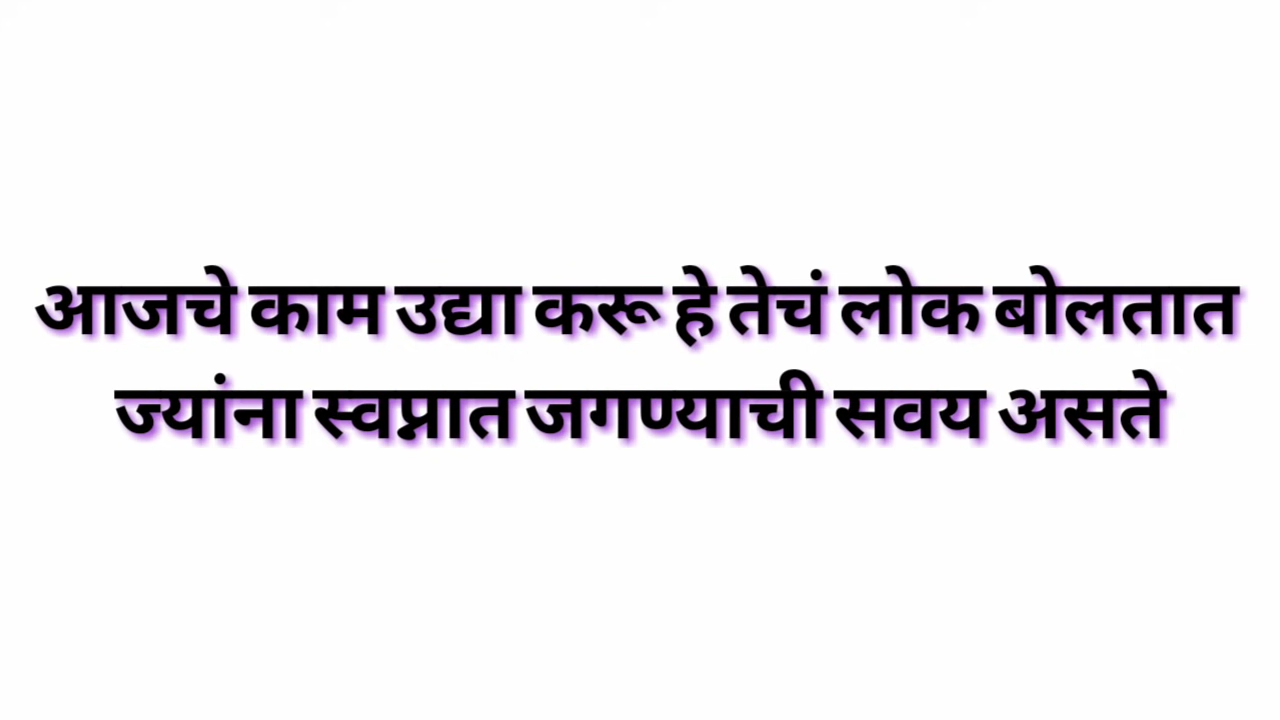 आजचे काम उद्या करू हे तेचं लोक बोलतात
ज्यांना स्वप्नात जगण्याची सवय असते